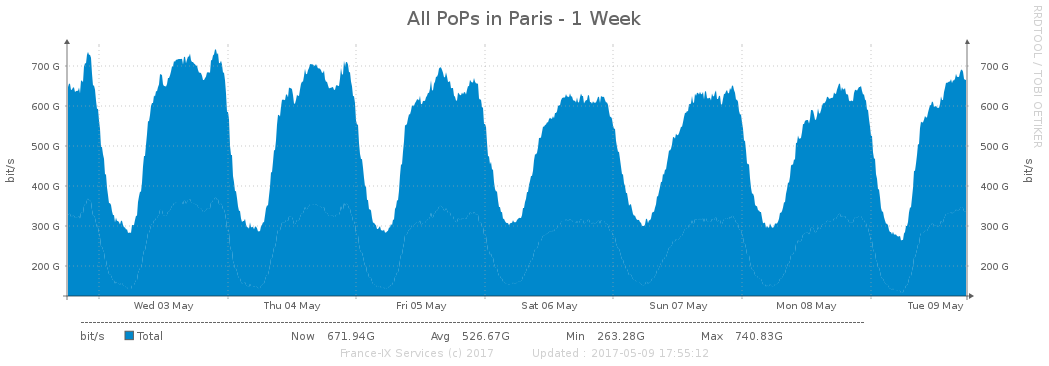 All PoPs in Paris - 1 Week
RRDTOOL / TOBI OETIKER
bit/s
bit/s
700 G
700 G
600 G
600 G
500 G
500 G
400 G
400 G
300 G
300 G
200 G
200 G
Wed 03 May Thu 04 May Fri 05 May Sat 06 May Sun 07 May Mon 08 May Tue 09 May
bit/s Total Now 671.94G Avg 526.67G Min 263.28G Max 740.83G
France-IX Services (c) 2017 Updated : 2017-05-09 17:55:12